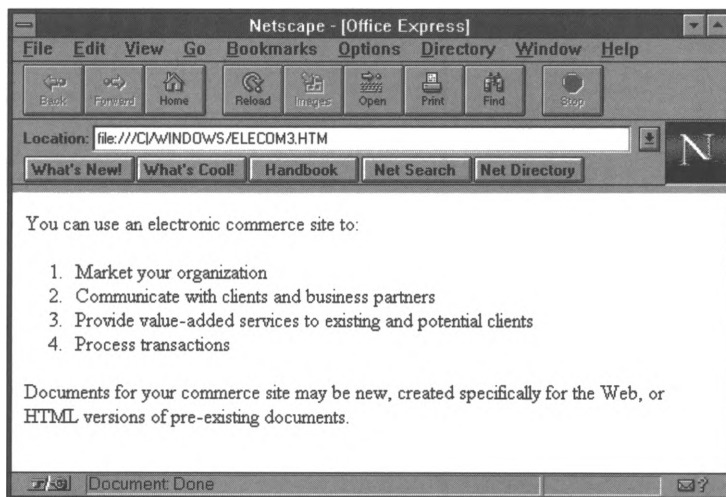 Netscape - [Office Express]
File Edit View Go Bookmarks Options Directory Window Help
Back Forward Home Reload Images Open Print Find Stop
Location: file:///C|/WINDOWS/ELECOM3.HTM
N
What's New! What's Cool! Handbook Net Search Net Directory
You can use an electronic commerce site to:
1. Market your organization
2. Communicate with clients and business partners
3. Provide value-added services to existing and potential clients
4. Process transactions
Documents for your commerce site may be new, created specifically for the Web, or
HTML versions of pre-existing documents.
Document: Done
?